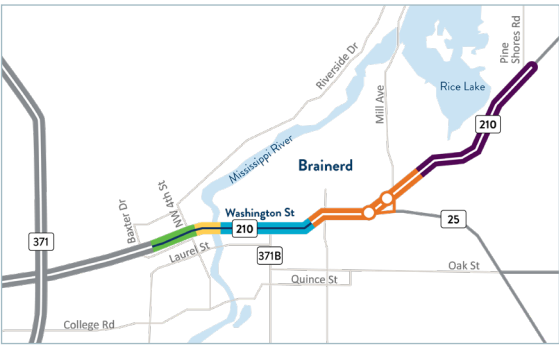 Pine
Shores Rd
Riverside Dr
Rice Lake
Mill Ave
210
Mississippi River
Brainerd
NW 4th St
Baxter Dr
Washington St
210
25
371
Laurel St
371B
Oak St
Quince St
College Rd